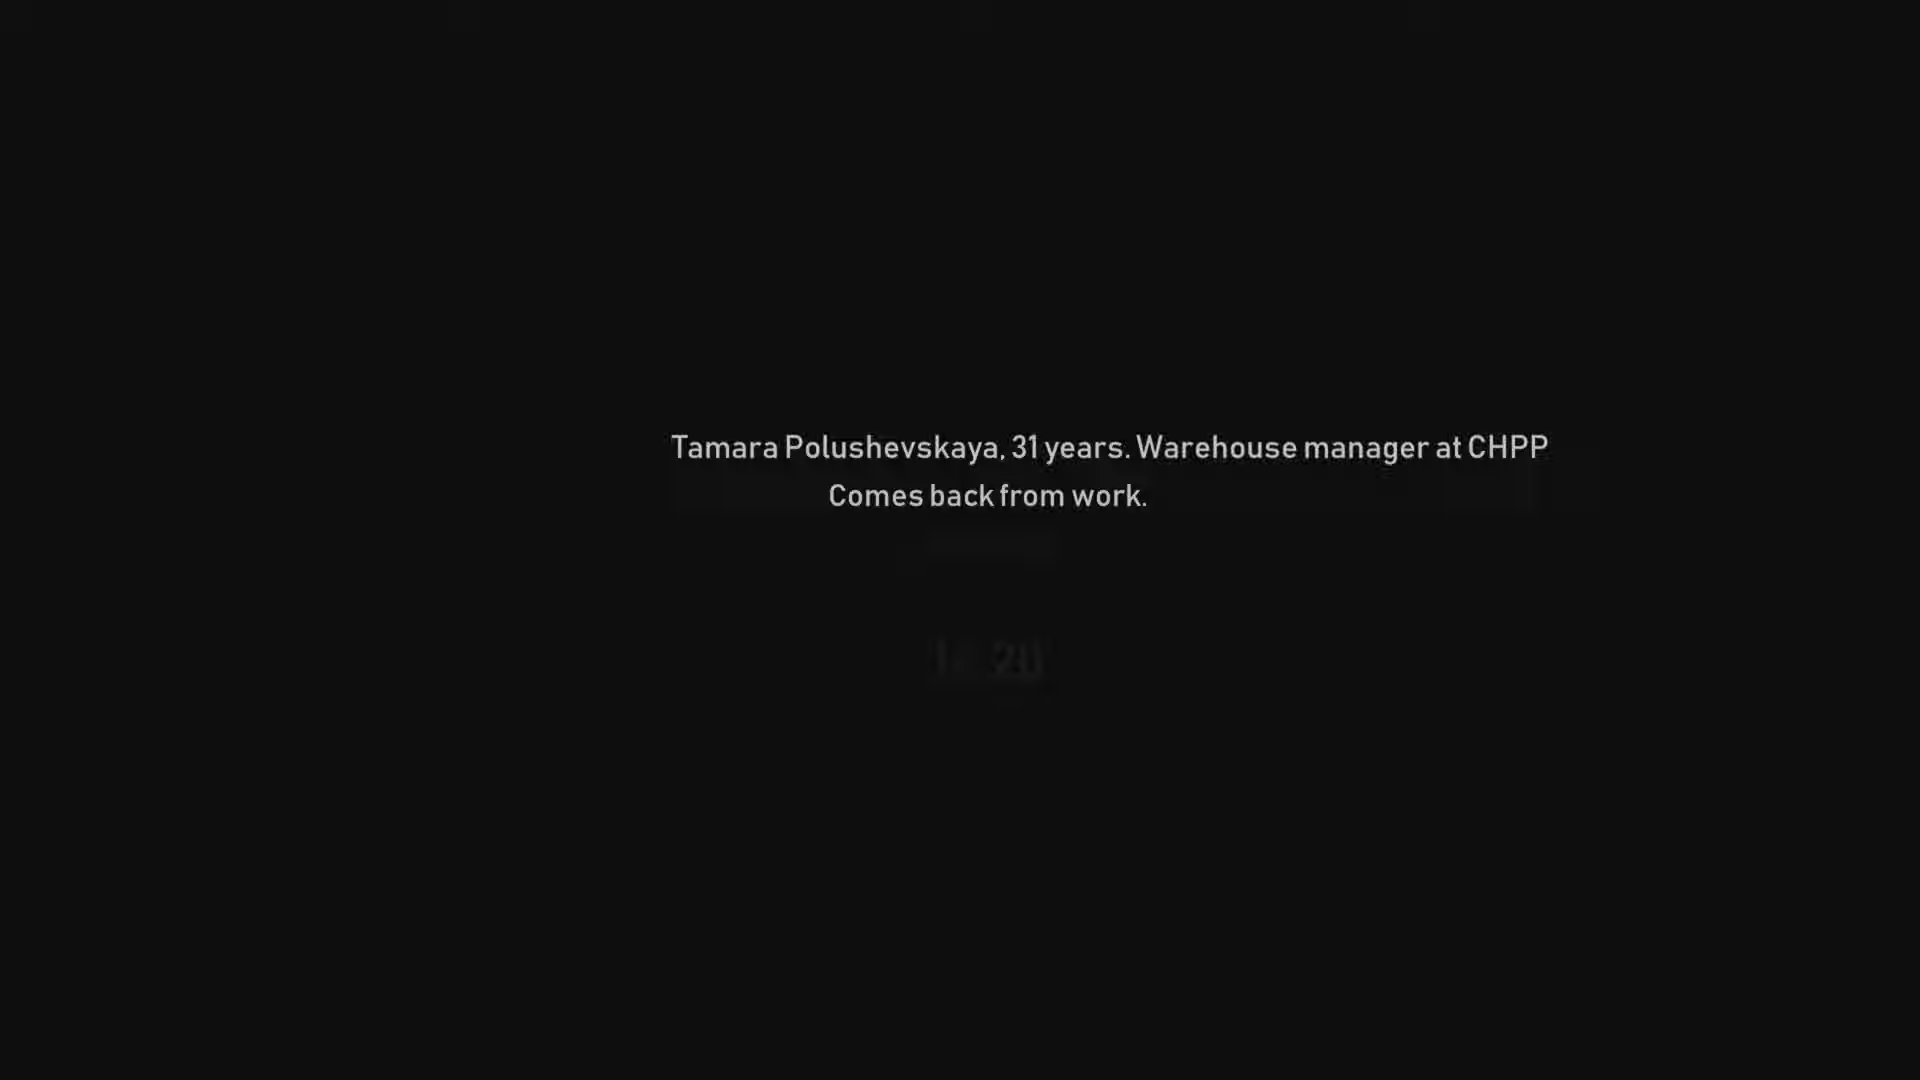 Tamara Polushevskaya, 31 years. Warehouse manager at CHPP
Comes back from work.